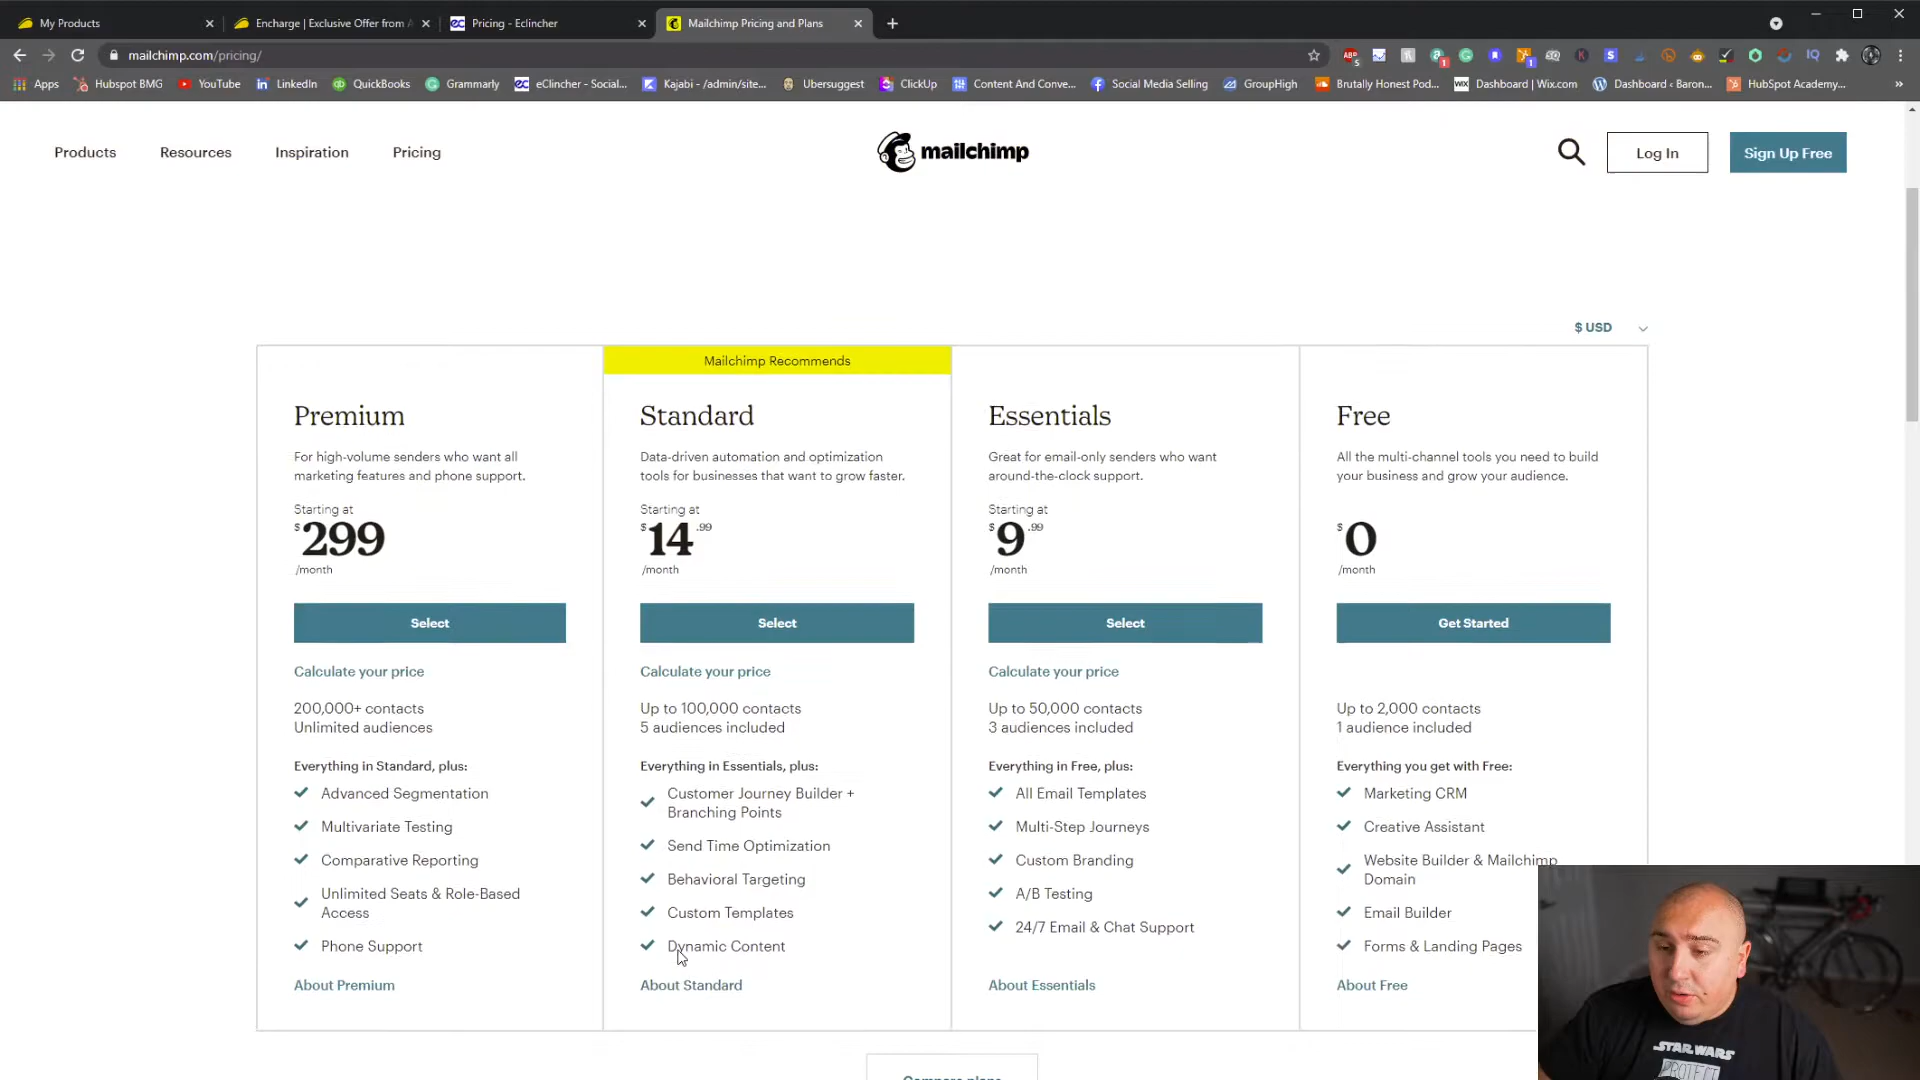 My Products
Encharge | Exclusive Offer from A
Pricing - Eclincher
Mailchimp Pricing and Plans
mailchimp.com/pricing/
Apps
Hubspot BMG
YouTube
LinkedIn
QuickBooks
Grammarly
eClincher - Social...
Kajabi - /admin/site...
Ubersuggest
ClickUp
Content And Conve...
Social Media Selling
GroupHigh
Brutally Honest Pod...
Dashboard | Wix.com
Dashboard ‹ Baron...
HubSpot Academy...
Products
Resources
Inspiration
Pricing
mailchimp
Log In
Sign Up Free
$ USD
Mailchimp Recommends
Premium
For high-volume senders who want all
marketing features and phone support.
Starting at
$299
/month
Select
Calculate your price
200,000+ contacts
Unlimited audiences
Everything in Standard, plus:
Advanced Segmentation
Multivariate Testing
Comparative Reporting
Unlimited Seats & Role-Based
Access
Phone Support
About Premium
Standard
Data-driven automation and optimization
tools for businesses that want to grow faster.
Starting at
$14.99
/month
Select
Calculate your price
Up to 100,000 contacts
5 audiences included
Everything in Essentials, plus:
Customer Journey Builder +
Branching Points
Send Time Optimization
Behavioral Targeting
Custom Templates
Dynamic Content
About Standard
Essentials
Great for email-only senders who want
around-the-clock support.
Starting at
$9.99
/month
Select
Calculate your price
Up to 50,000 contacts
3 audiences included
Everything in Free, plus:
All Email Templates
Multi-Step Journeys
Custom Branding
A/B Testing
24/7 Email & Chat Support
About Essentials
Free
All the multi-channel tools you need to build
your business and grow your audience.
$0
/month
Get Started
Up to 2,000 contacts
1 audience included
Everything you get with Free:
Marketing CRM
Creative Assistant
Website Builder & Mailchimp
Domain
Email Builder
Forms & Landing Pages
About Free
Compare plans
STAR WARS
PROJECT